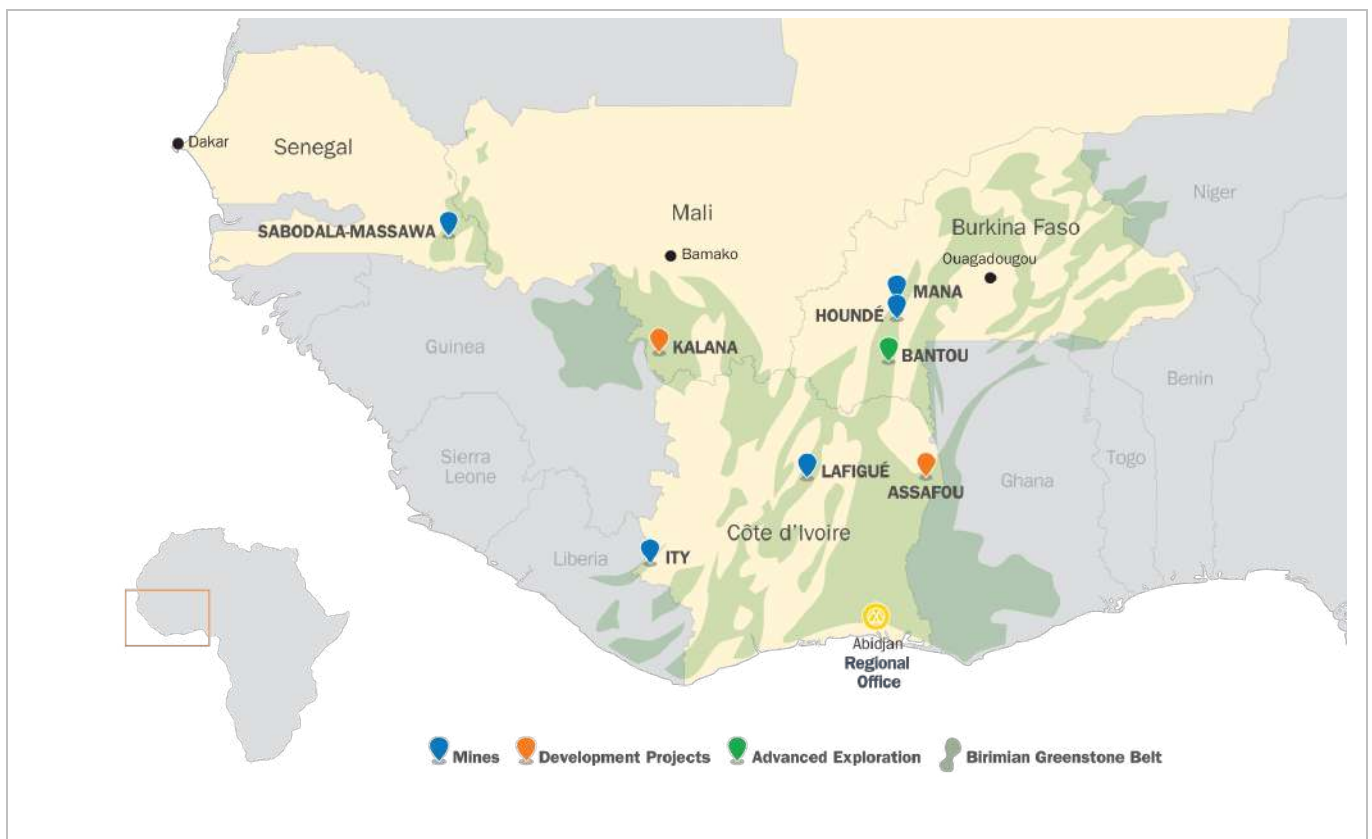 Dakar
Senegal
Niger
Mali
SABODALA-MASSAWA
Burkina Faso
Bamako
Ouagadougou
MANA
HOUNDÉ
Guinea
KALANA
BANTOU
Benin
Sierra
Leone
LAFIGUÉ
Togo
ASSAFOU
Ghana
Côte d'Ivoire
Liberia
ITY
Abidjan
Regional
Office
Mines
Development Projects
Advanced Exploration
Birimian Greenstone Belt